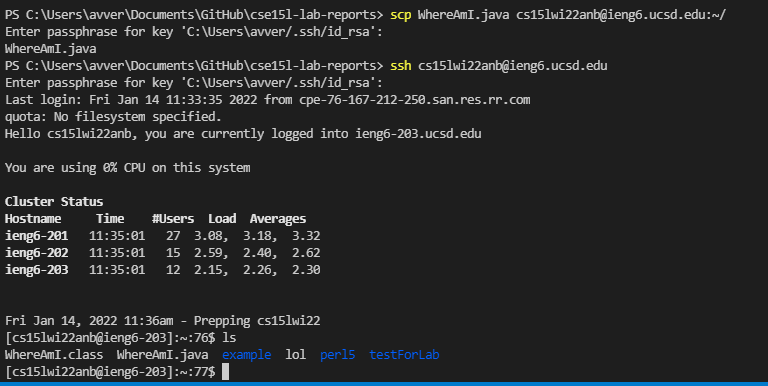 PS C:\Users\avver\Documents\GitHub\cse15l-lab-reports> scp WhereAmI.java cs15lwi22anb@ieng6.ucsd.edu:~/
Enter passphrase for key 'C:\Users\avver/.ssh/id_rsa':
WhereAmI.java
PS C:\Users\avver\Documents\GitHub\cse15l-lab-reports> ssh cs15lwi22anb@ieng6.ucsd.edu
Enter passphrase for key 'C:\Users\avver/.ssh/id_rsa':
Last login: Fri Jan 14 11:33:35 2022 from cpe-76-167-212-250.san.res.rr.com
quota: No filesystem specified.
Hello cs15lwi22anb, you are currently logged into ieng6-203.ucsd.edu
You are using 0% CPU on this system
Cluster Status
Hostname     Time    #Users  Load  Averages
ieng6-201   11:35:01   27  3.08,  3.18,  3.32
ieng6-202   11:35:01   15  2.59,  2.40,  2.62
ieng6-203   11:35:01   12  2.15,  2.26,  2.30
Fri Jan 14, 2022 11:36am - Prepping cs15lwi22
[cs15lwi22anb@ieng6-203]:~:76$ ls
WhereAmI.class  WhereAmI.java  example  lol  perl5  testForLab
[cs15lwi22anb@ieng6-203]:~:77$